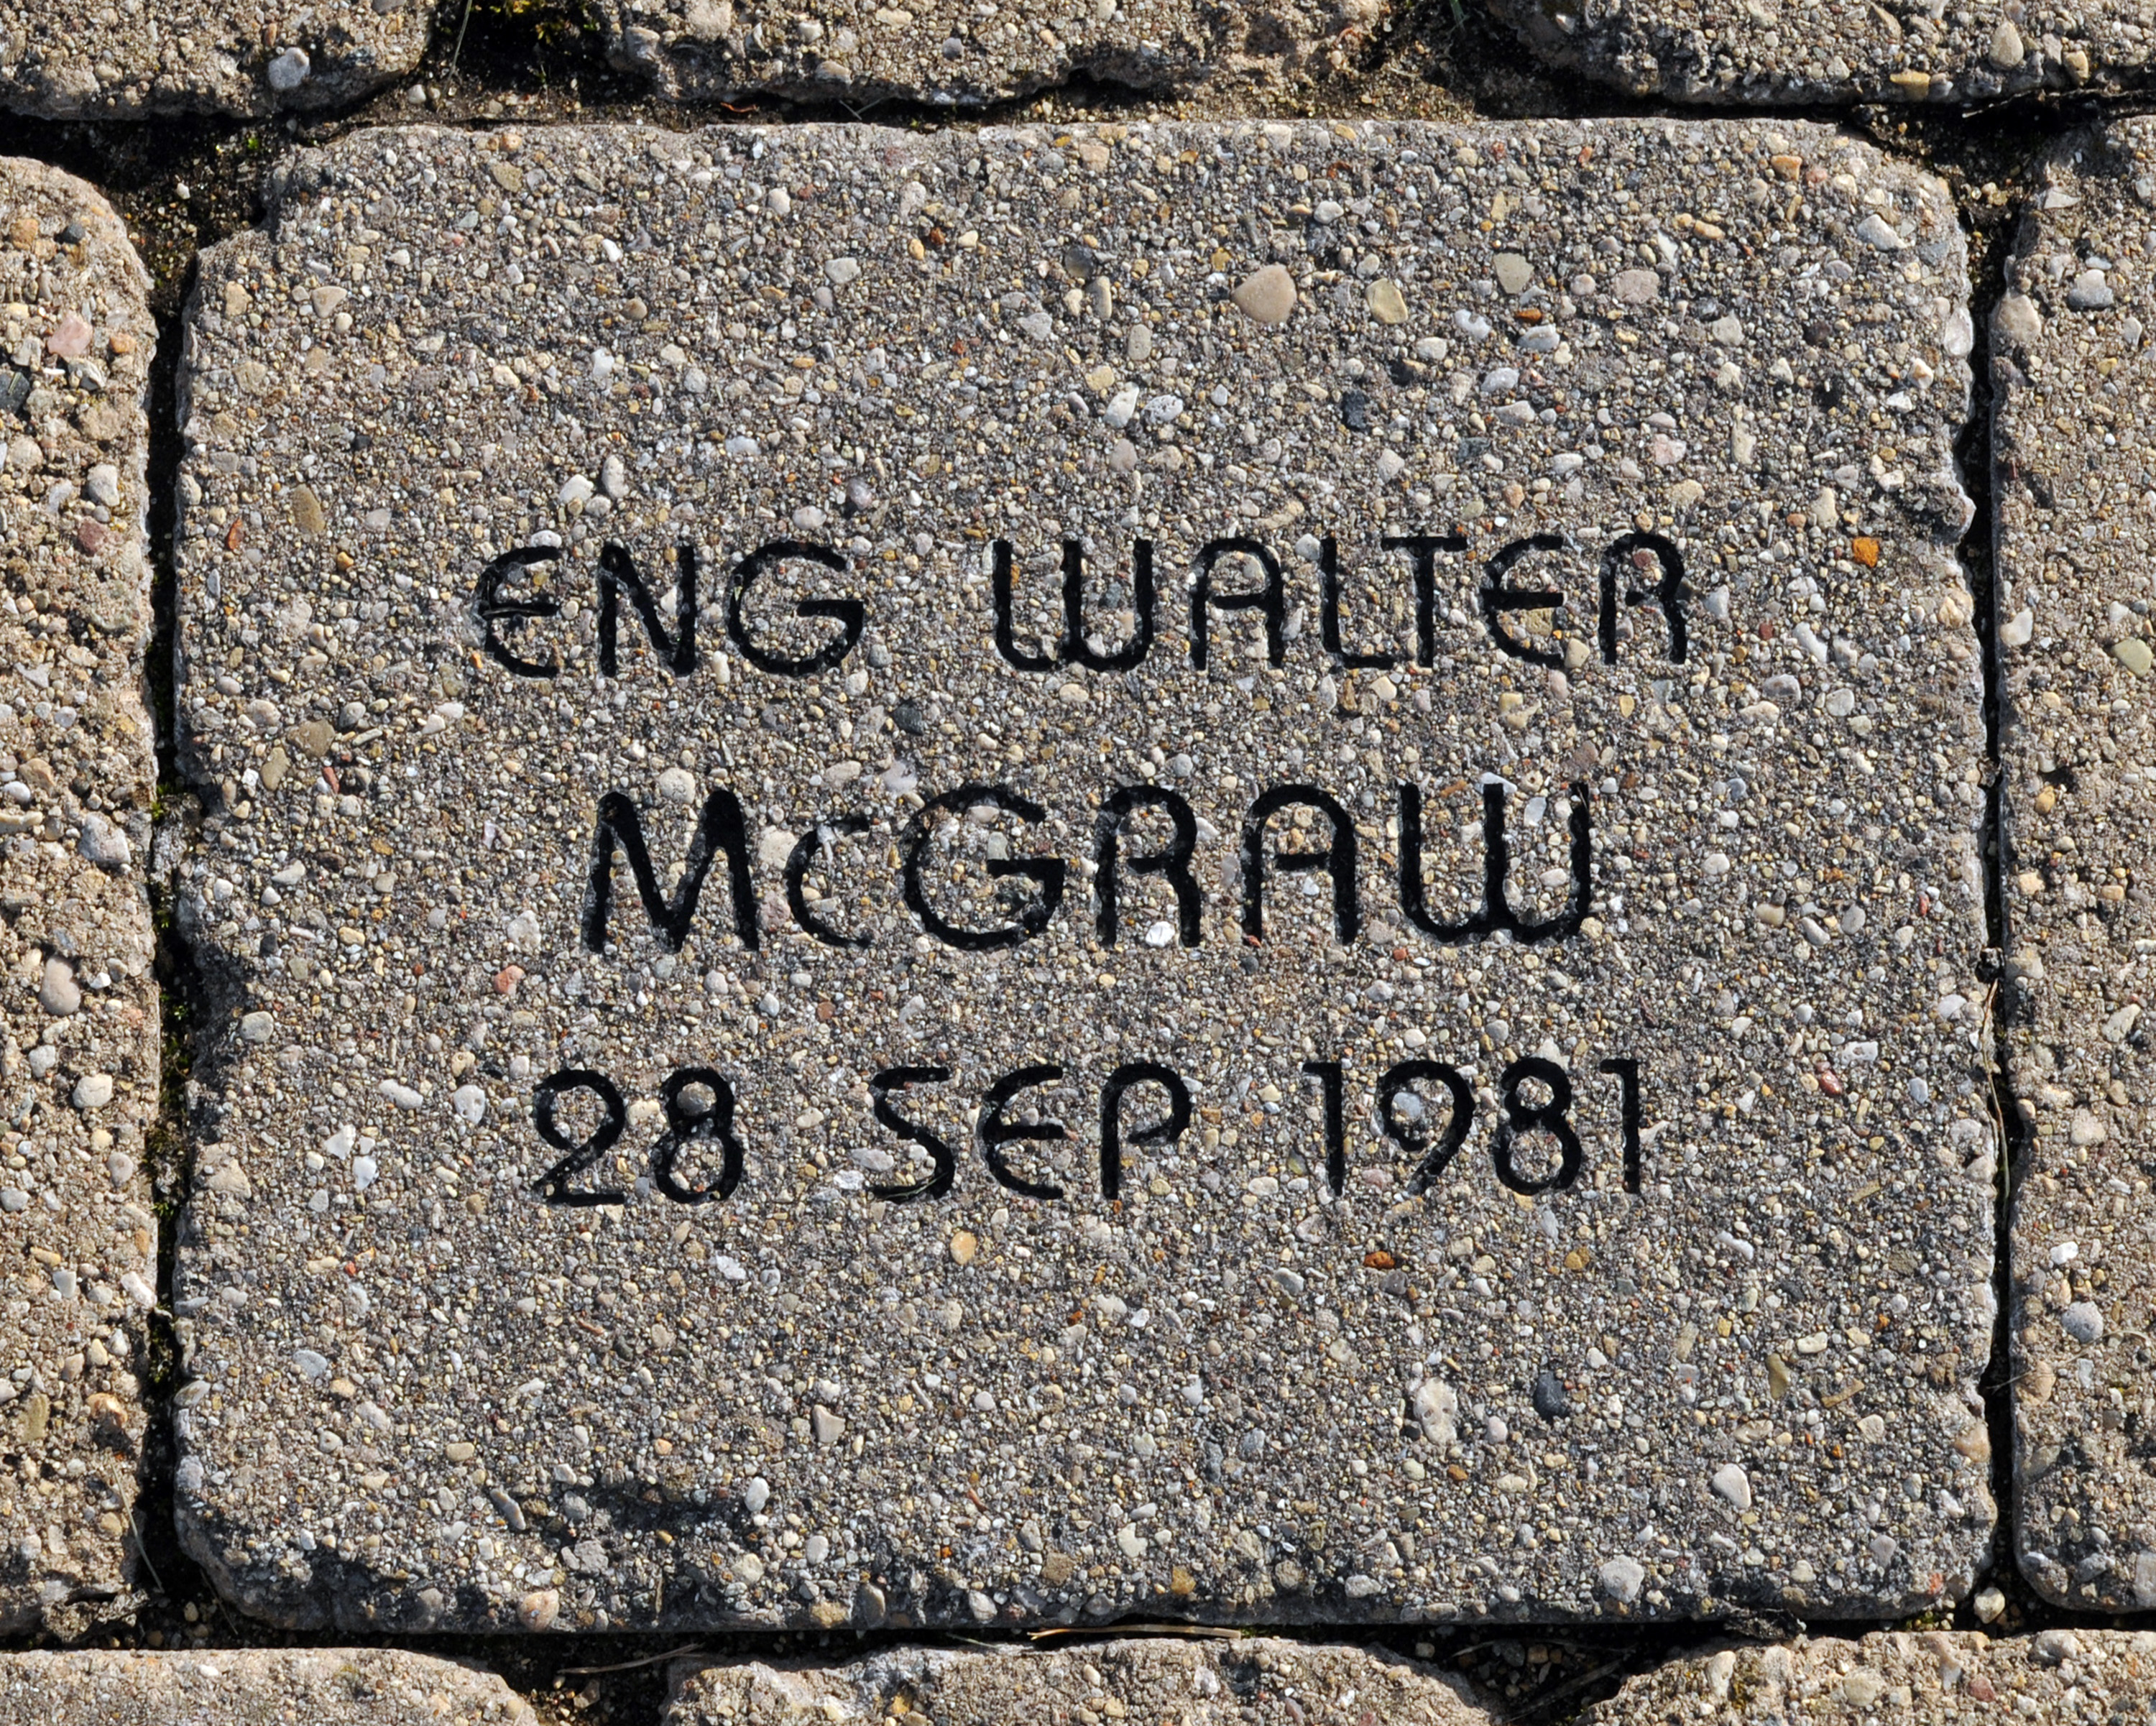 ENG WALTER
McGRAW
28 SEP 1981